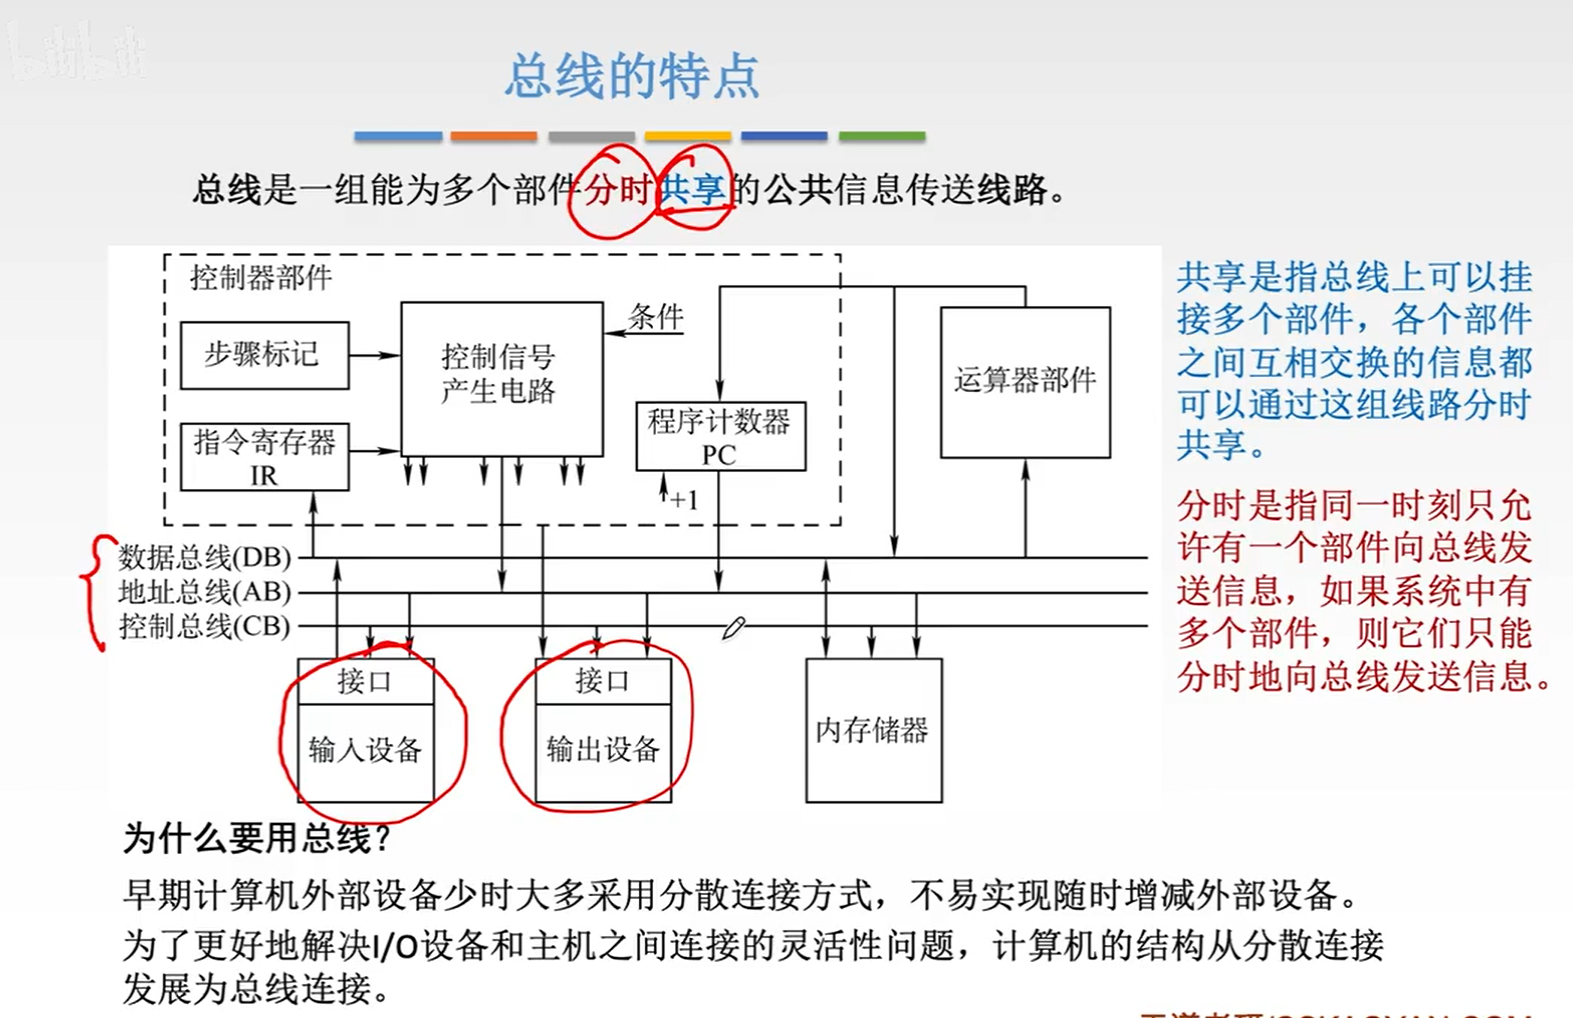 bilibili
总线的特点
总线是一组能为多个部件分时共享的公共信息传送线路。
控制器部件
步骤标记
控制信号
产生电路
条件
指令寄存器
IR
程序计数器
PC
+1
运算器部件
数据总线(DB)
地址总线(AB)
控制总线(CB)
接口
输入设备
接口
输出设备
内存储器
共享是指总线上可以挂
接多个部件，各个部件
之间互相交换的信息都
可以通过这组线路分时
共享。
分时是指同一时刻只允
许有一个部件向总线发
送信息，如果系统中有
多个部件，则它们只能
分时地向总线发送信息。
为什么要用总线？
早期计算机外部设备少时大多采用分散连接方式，不易实现随时增减外部设备。
为了更好地解决I/O设备和主机之间连接的灵活性问题，计算机的结构从分散连接
发展为总线连接。